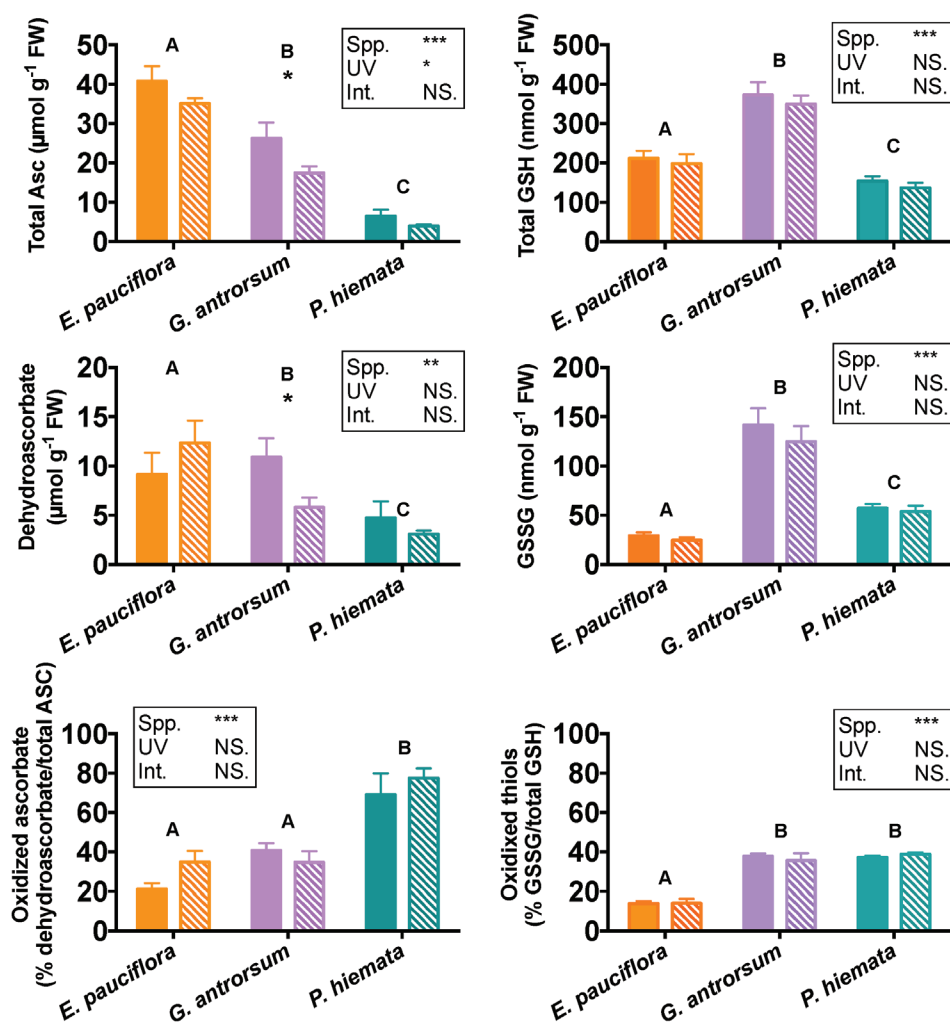 Total Asc (µmol g⁻¹ FW)
50
40
30
20
10
0
A
B
*
C
Spp. ***
UV *
Int. NS.
E. pauciflora
G. antrorsum
P. hiemata
Total GSH (nmol g⁻¹ FW)
500
400
300
200
100
0
A
B
C
Spp. ***
UV NS.
Int. NS.
E. pauciflora
G. antrorsum
P. hiemata
Dehydroascorbate
(µmol g⁻¹ FW)
20
15
10
5
0
A
B
*
C
Spp. **
UV NS.
Int. NS.
E. pauciflora
G. antrorsum
P. hiemata
GSSG (nmol g⁻¹ FW)
200
150
100
50
0
A
B
C
Spp. ***
UV NS.
Int. NS.
E. pauciflora
G. antrorsum
P. hiemata
Oxidized ascorbate
(% dehydroascorbate/total ASC)
100
80
60
40
20
0
Spp. ***
UV NS.
Int. NS.
A
A
B
E. pauciflora
G. antrorsum
P. hiemata
Oxidixed thiols
(% GSSG/total GSH)
100
80
60
40
20
0
A
B
B
Spp. ***
UV NS.
Int. NS.
E. pauciflora
G. antrorsum
P. hiemata